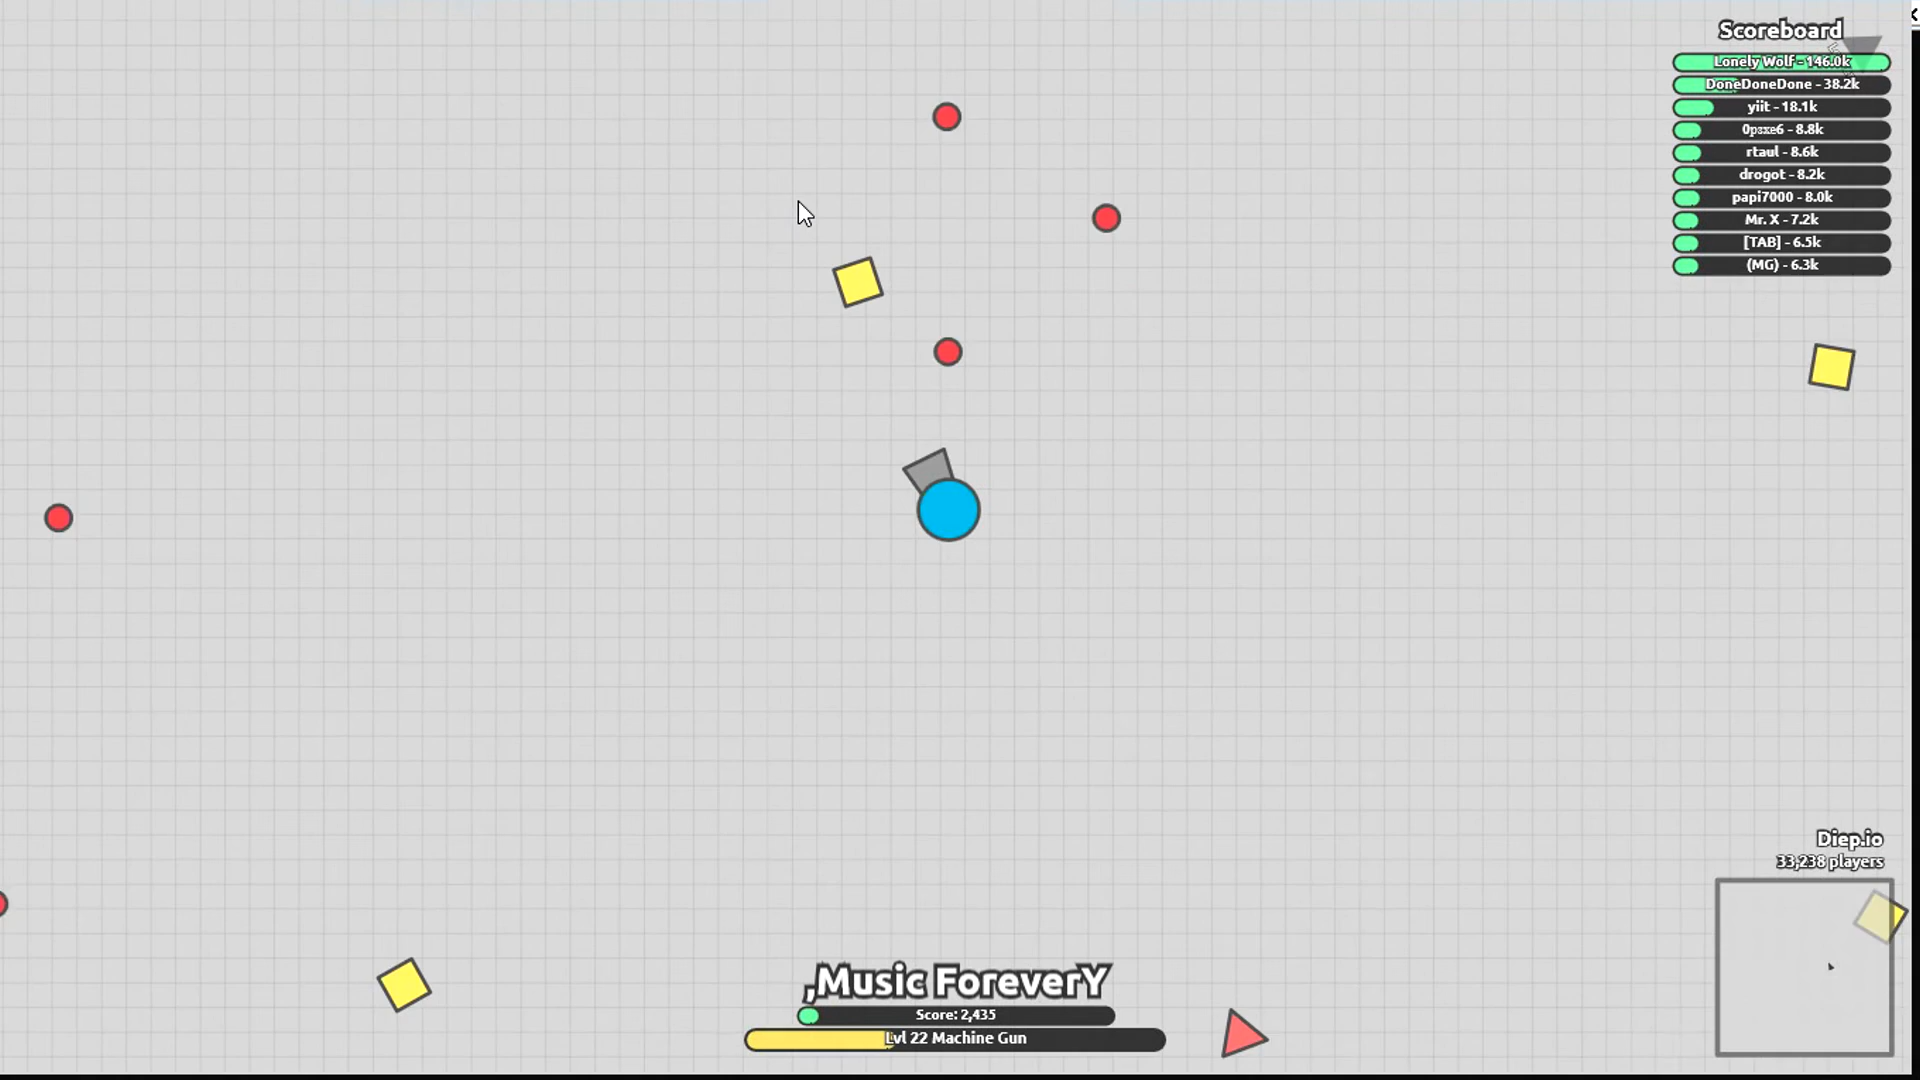 Scoreboard
Lonely Wolf - 146.0k
DoneDoneDone - 38.2k
yiit - 18.1k
0psxe6 - 8.8k
rtaul - 8.6k
drogot - 8.2k
papi7000 - 8.0k
Mr. X - 7.2k
[TAB] - 6.5k
(MG) - 6.3k
Diep.io
33,238 players
,Music ForeverY
Score: 2,435
Lvl 22 Machine Gun